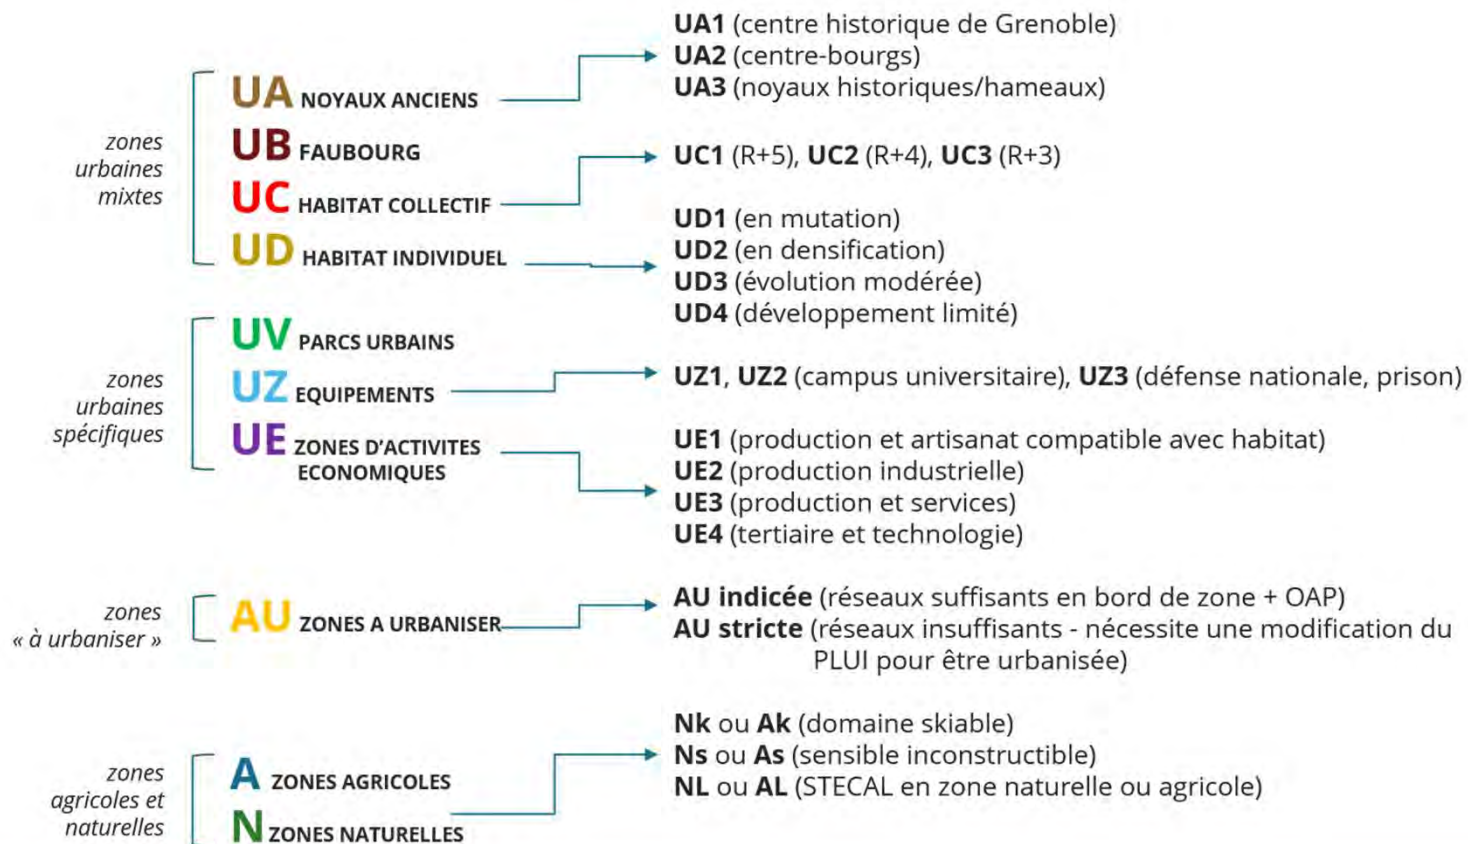 zones
urbaines
mixtes
UA NOYAUX ANCIENS
UB FAUBOURG
UC HABITAT COLLECTIF
UD HABITAT INDIVIDUEL
UA1 (centre historique de Grenoble)
UA2 (centre-bourgs)
UA3 (noyaux historiques/hameaux)
UC1 (R+5), UC2 (R+4), UC3 (R+3)
UD1 (en mutation)
UD2 (en densification)
UD3 (évolution modérée)
UD4 (développement limité)
zones
urbaines
spécifiques
UV PARCS URBAINS
UZ EQUIPEMENTS
UE ZONES D'ACTIVITES
ECONOMIQUES
UZ1, UZ2 (campus universitaire), UZ3 (défense nationale, prison)
UE1 (production et artisanat compatible avec habitat)
UE2 (production industrielle)
UE3 (production et services)
UE4 (tertiaire et technologie)
zones
« à urbaniser »
AU ZONES A URBANISER
AU indicée (réseaux suffisants en bord de zone + OAP)
AU stricte (réseaux insuffisants - nécessite une modification du
PLUI pour être urbanisée)
zones
agricoles et
naturelles
A ZONES AGRICOLES
N ZONES NATURELLES
Nk ou Ak (domaine skiable)
Ns ou As (sensible inconstructible)
NL ou AL (STECAL en zone naturelle ou agricole)